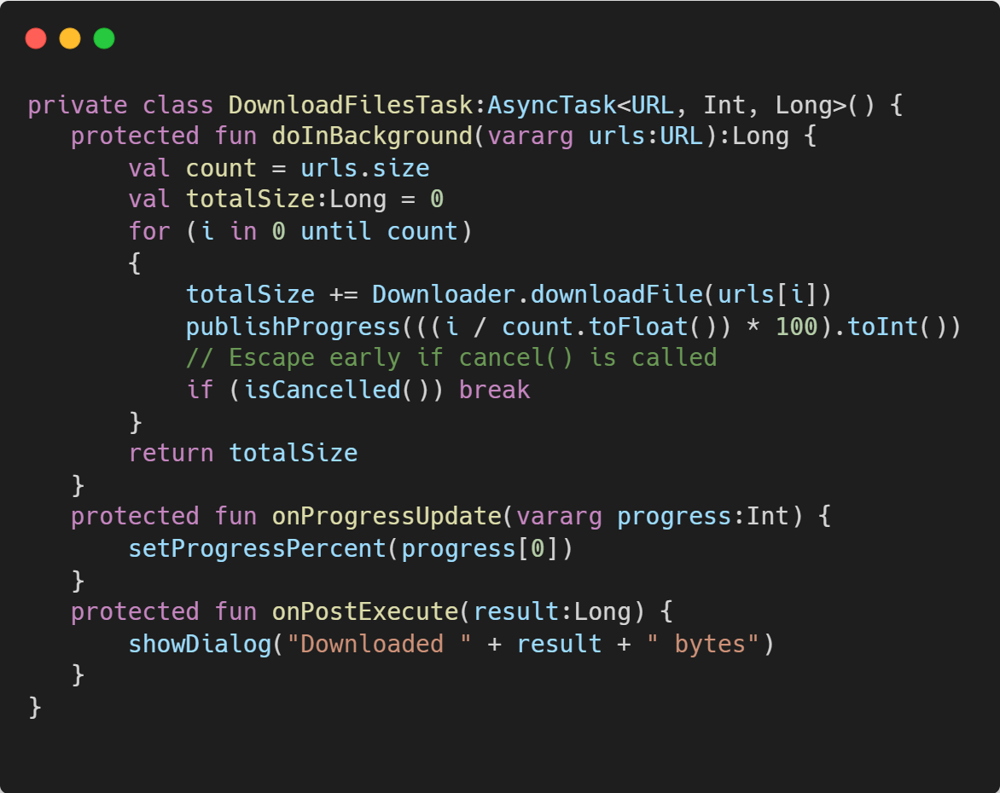 private class DownloadFilesTask:AsyncTask<URL, Int, Long>() {
   protected fun doInBackground(vararg urls:URL):Long {
       val count = urls.size
       val totalSize:Long = 0
       for (i in 0 until count)
       {
           totalSize += Downloader.downloadFile(urls[i])
           publishProgress(((i / count.toFloat()) * 100).toInt())
           // Escape early if cancel() is called
           if (isCancelled()) break
       }
       return totalSize
   }
   protected fun onProgressUpdate(vararg progress:Int) {
       setProgressPercent(progress[0])
   }
   protected fun onPostExecute(result:Long) {
       showDialog("Downloaded " + result + " bytes")
   }
}